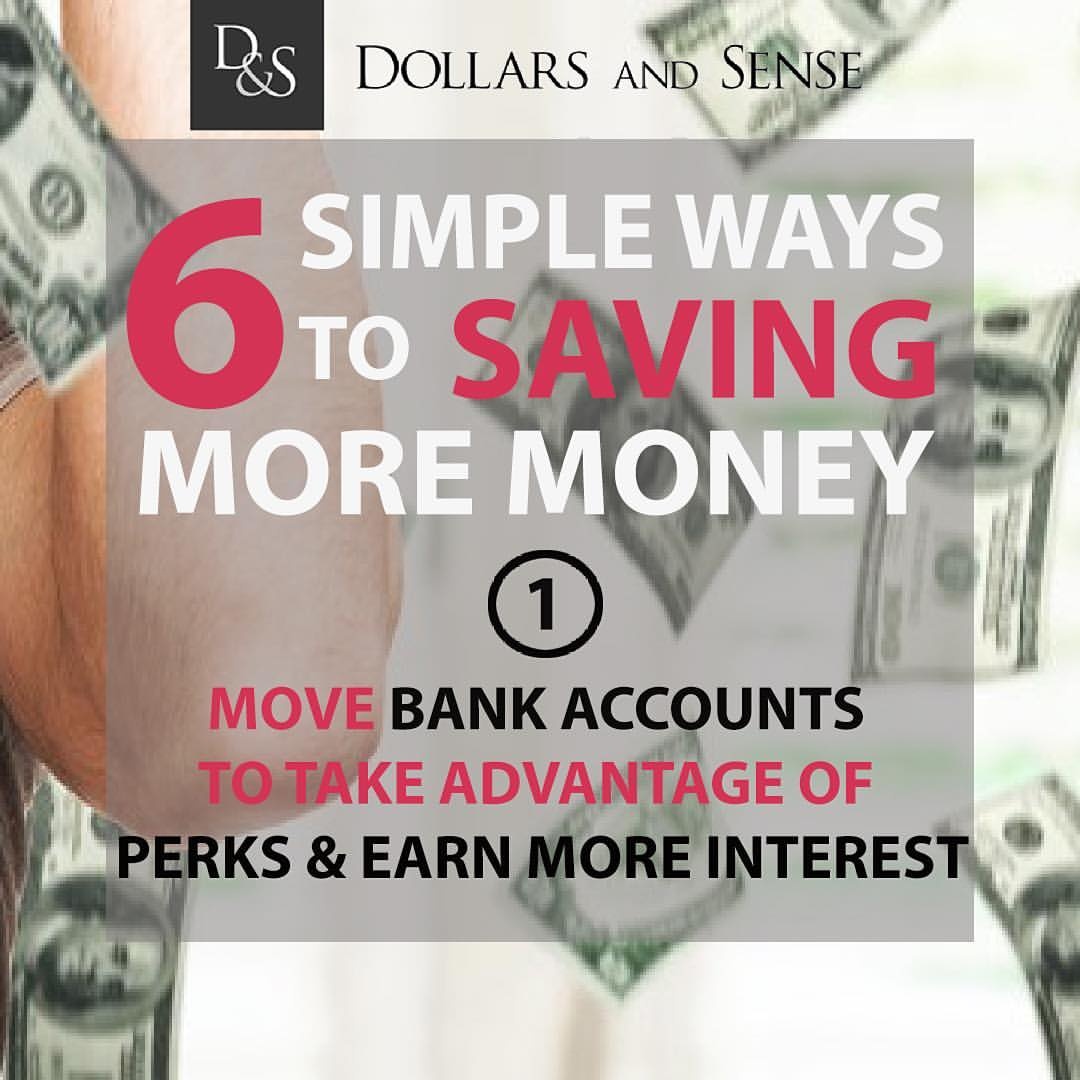 D&S DOLLARS AND SENSE
6 SIMPLE WAYS
TO SAVING
MORE MONEY
1
MOVE BANK ACCOUNTS
TO TAKE ADVANTAGE OF
PERKS & EARN MORE INTEREST